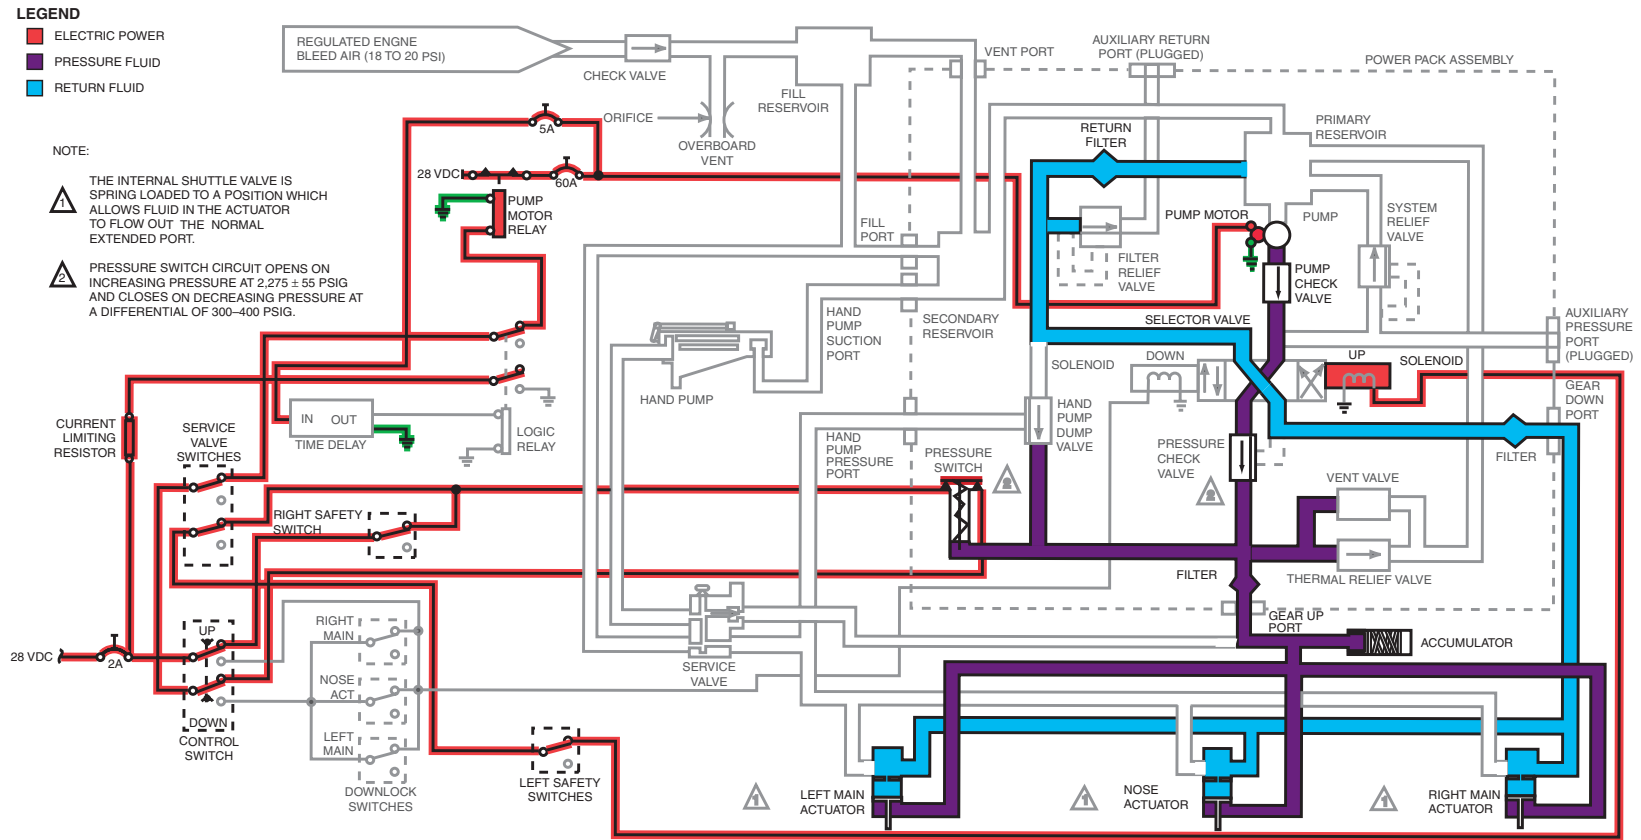 LEGEND
ELECTRIC POWER
PRESSURE FLUID
RETURN FLUID
NOTE:
1
THE INTERNAL SHUTTLE VALVE IS
SPRING LOADED TO A POSITION WHICH
ALLOWS FLUID IN THE ACTUATOR
TO FLOW OUT THE NORMAL
EXTENDED PORT.
2
PRESSURE SWITCH CIRCUIT OPENS ON
INCREASING PRESSURE AT 2,275 ± 55 PSIG
AND CLOSES ON DECREASING PRESSURE AT
A DIFFERENTIAL OF 300–400 PSIG.
REGULATED ENGNE
BLEED AIR (18 TO 20 PSI)
CHECK VALVE
FILL
RESERVOIR
ORIFICE
OVERBOARD
VENT
VENT PORT
AUXILIARY RETURN
PORT (PLUGGED)
POWER PACK ASSEMBLY
5A
28 VDC
60A
PUMP
MOTOR
RELAY
RETURN
FILTER
PRIMARY
RESERVOIR
FILL
PORT
PUMP MOTOR
PUMP
SYSTEM
RELIEF
VALVE
FILTER
RELIEF
VALVE
PUMP
CHECK
VALVE
HAND
PUMP
SUCTION
PORT
SECONDARY
RESERVOIR
SELECTOR VALVE
AUXILIARY
PRESSURE
PORT
(PLUGGED)
HAND PUMP
SOLENOID
DOWN
UP
SOLENOID
GEAR
DOWN
PORT
CURRENT
LIMITING
RESISTOR
SERVICE
VALVE
SWITCHES
IN
OUT
TIME DELAY
LOGIC
RELAY
HAND
PUMP
PRESSURE
PORT
HAND
PUMP
DUMP
VALVE
PRESSURE
SWITCH
2
PRESSURE
CHECK
VALVE
2
FILTER
VENT VALVE
RIGHT SAFETY
SWITCH
FILTER
THERMAL RELIEF VALVE
GEAR UP
PORT
ACCUMULATOR
28 VDC
2A
UP
DOWN
CONTROL
SWITCH
RIGHT
MAIN
NOSE
ACT
LEFT
MAIN
DOWNLOCK
SWITCHES
SERVICE
VALVE
LEFT SAFETY
SWITCHES
1
LEFT MAIN
ACTUATOR
1
NOSE
ACTUATOR
1
RIGHT MAIN
ACTUATOR